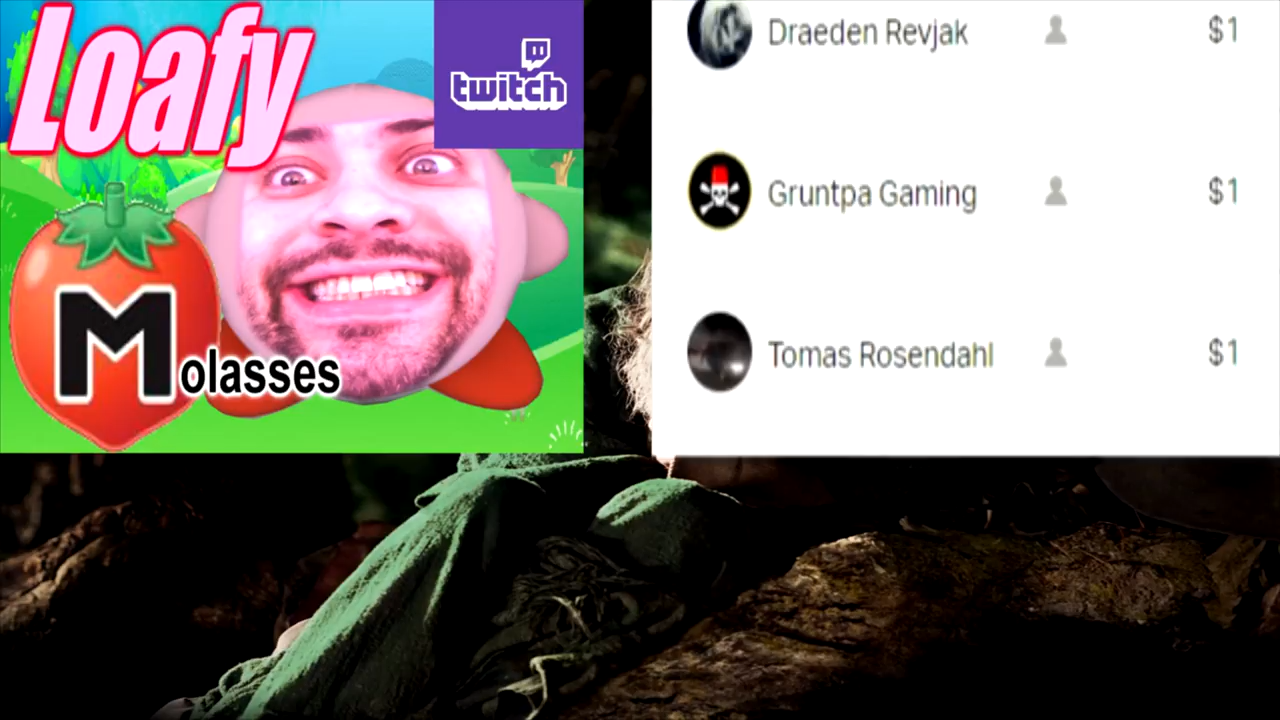 Loafy
twitch
Molasses
Draeden Revjak $1
Gruntpa Gaming $1
Tomas Rosendahl $1